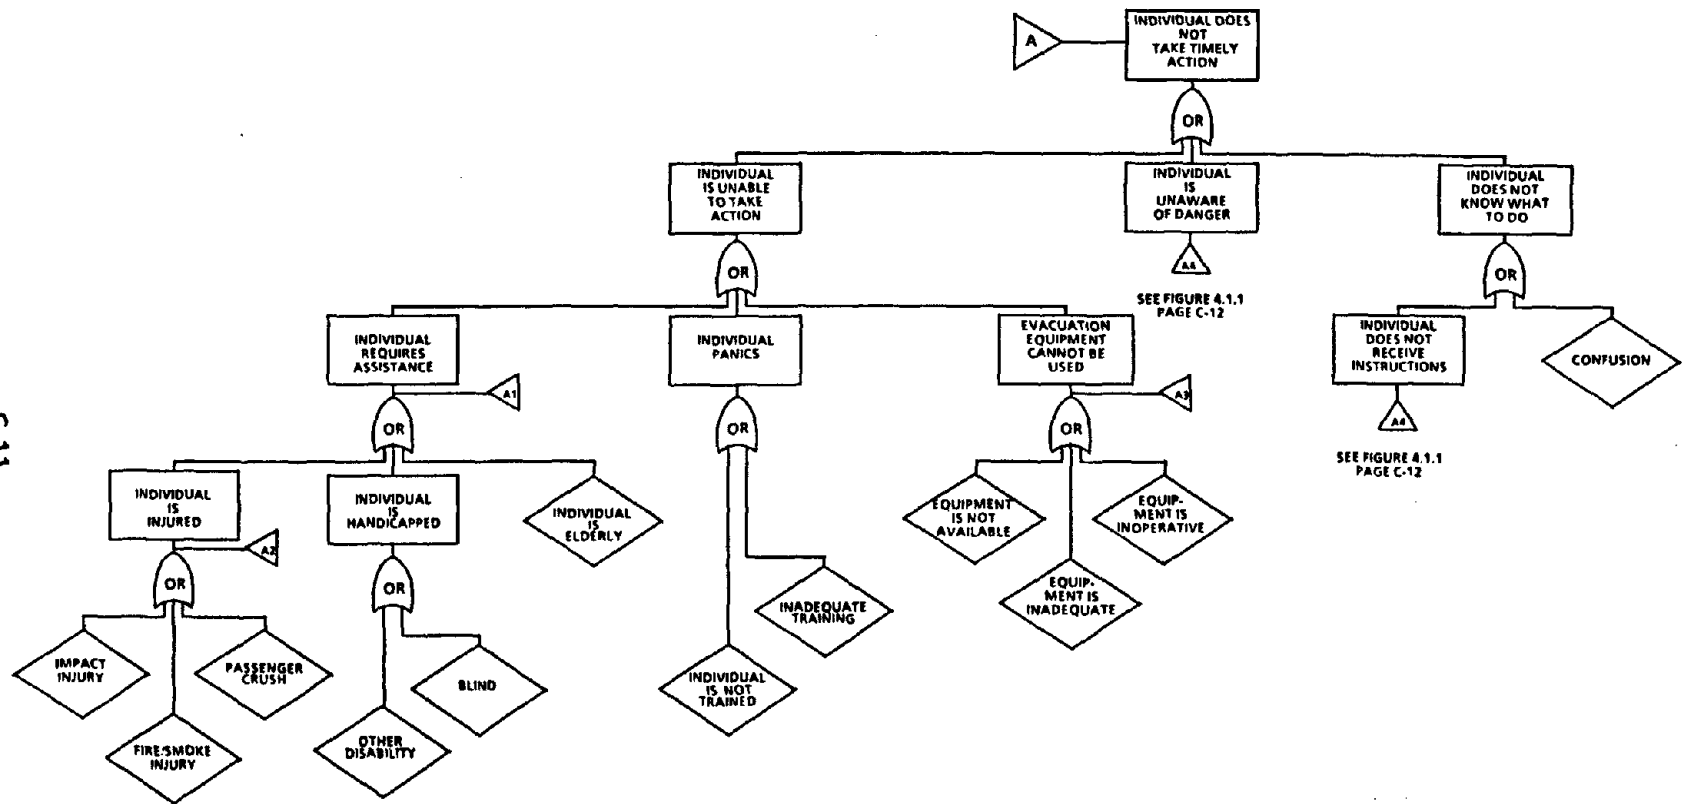 A
INDIVIDUAL DOES
NOT
TAKE TIMELY
ACTION
OR
INDIVIDUAL
IS UNABLE
TO TAKE
ACTION
INDIVIDUAL
IS
UNAWARE
OF DANGER
INDIVIDUAL
DOES NOT
KNOW WHAT
TO DO
OR
A4
OR
SEE FIGURE 4.1.1
PAGE C-12
INDIVIDUAL
REQUIRES
ASSISTANCE
INDIVIDUAL
PANICS
EVACUATION
EQUIPMENT
CANNOT BE
USED
INDIVIDUAL
DOES NOT
RECEIVE
INSTRUCTIONS
CONFUSION
A1
A3
A4
OR
OR
OR
SEE FIGURE 4.1.1
PAGE C-12
INDIVIDUAL
IS
INJURED
INDIVIDUAL
IS
HANDICAPPED
INDIVIDUAL
IS
ELDERLY
EQUIPMENT
IS NOT
AVAILABLE
EQUIP-
MENT IS
INOPERATIVE
A2
OR
OR
EQUIP-
MENT IS
INADEQUATE
INADEQUATE
TRAINING
IMPACT
INJURY
PASSENGER
CRUSH
BLIND
INDIVIDUAL
IS NOT
TRAINED
FIRE/SMOKE
INJURY
OTHER
DISABILITY